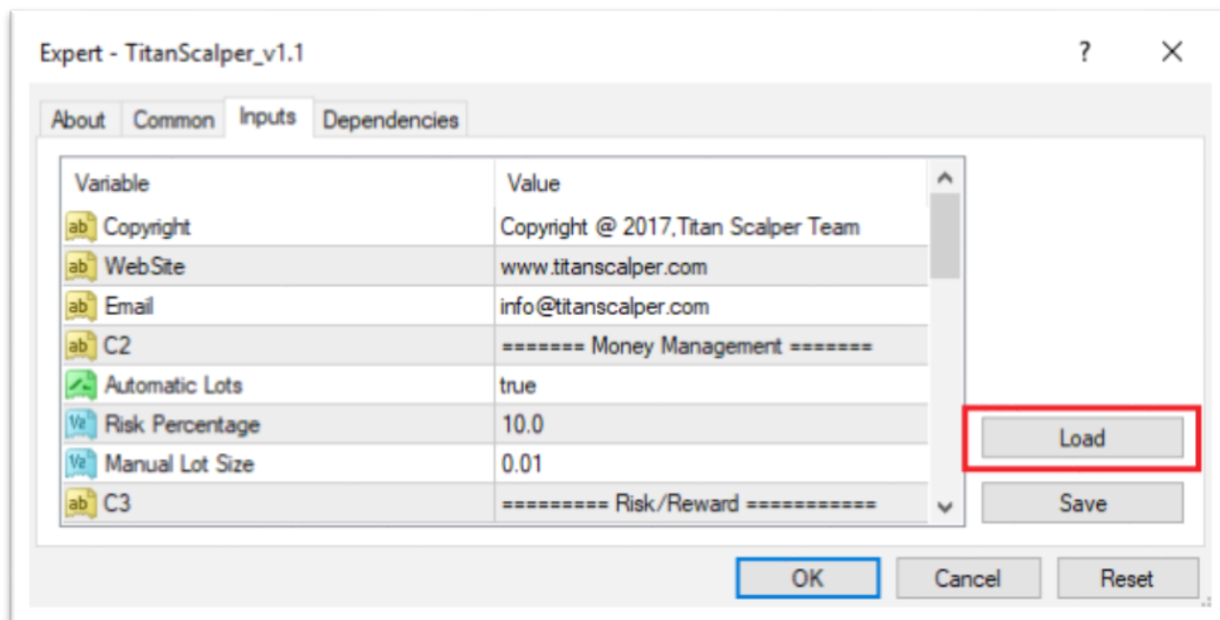 Expert - TitanScalper_v1.1
?
About Common Inputs Dependencies
Variable Value
Copyright Copyright @ 2017,Titan Scalper Team
WebSite www.titanscalper.com
Email info@titanscalper.com
C2 ======= Money Management =======
Automatic Lots true
Risk Percentage 10.0
Manual Lot Size 0.01
C3 ========= Risk/Reward ===========
Load
Save
OK Cancel Reset